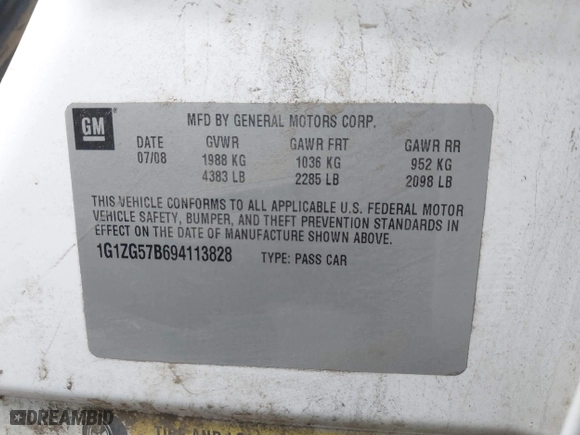 GM
MFD BY GENERAL MOTORS CORP.
DATE GVWR GAWR FRT GAWR RR
07/08 1988 KG 1036 KG 952 KG
4383 LB 2285 LB 2098 LB
THIS VEHICLE CONFORMS TO ALL APPLICABLE U.S. FEDERAL MOTOR
VEHICLE SAFETY, BUMPER, AND THEFT PREVENTION STANDARDS IN
EFFECT ON THE DATE OF MANUFACTURE SHOWN ABOVE.
1G1ZG57B694113828 TYPE: PASS CAR
TIRE AND
©DREAMBID